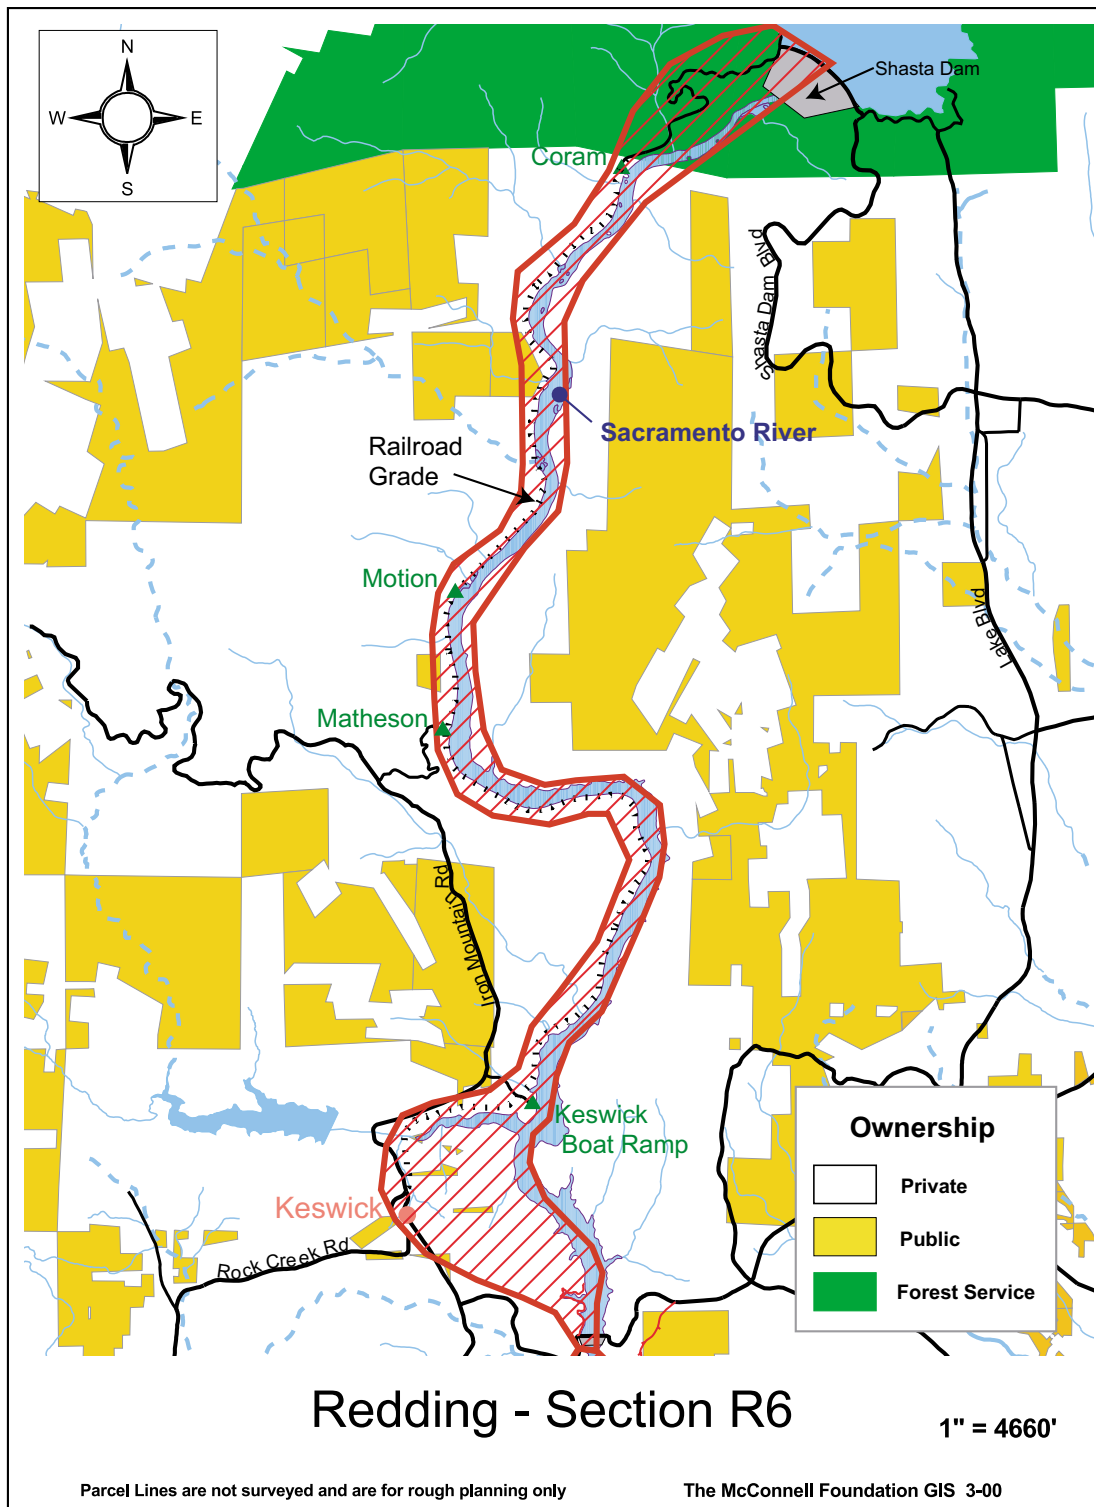 N
W E
S
Shasta Dam
Coram
Shasta Dam Blvd
Sacramento River
Railroad
Grade
Motion
Lake Blvd
Matheson
Iron Mountain Rd
Keswick
Boat Ramp
Keswick
Rock Creek Rd
Ownership
Private
Public
Forest Service
Redding - Section R6
1" = 4660'
Parcel Lines are not surveyed and are for rough planning only
The McConnell Foundation GIS 3-00